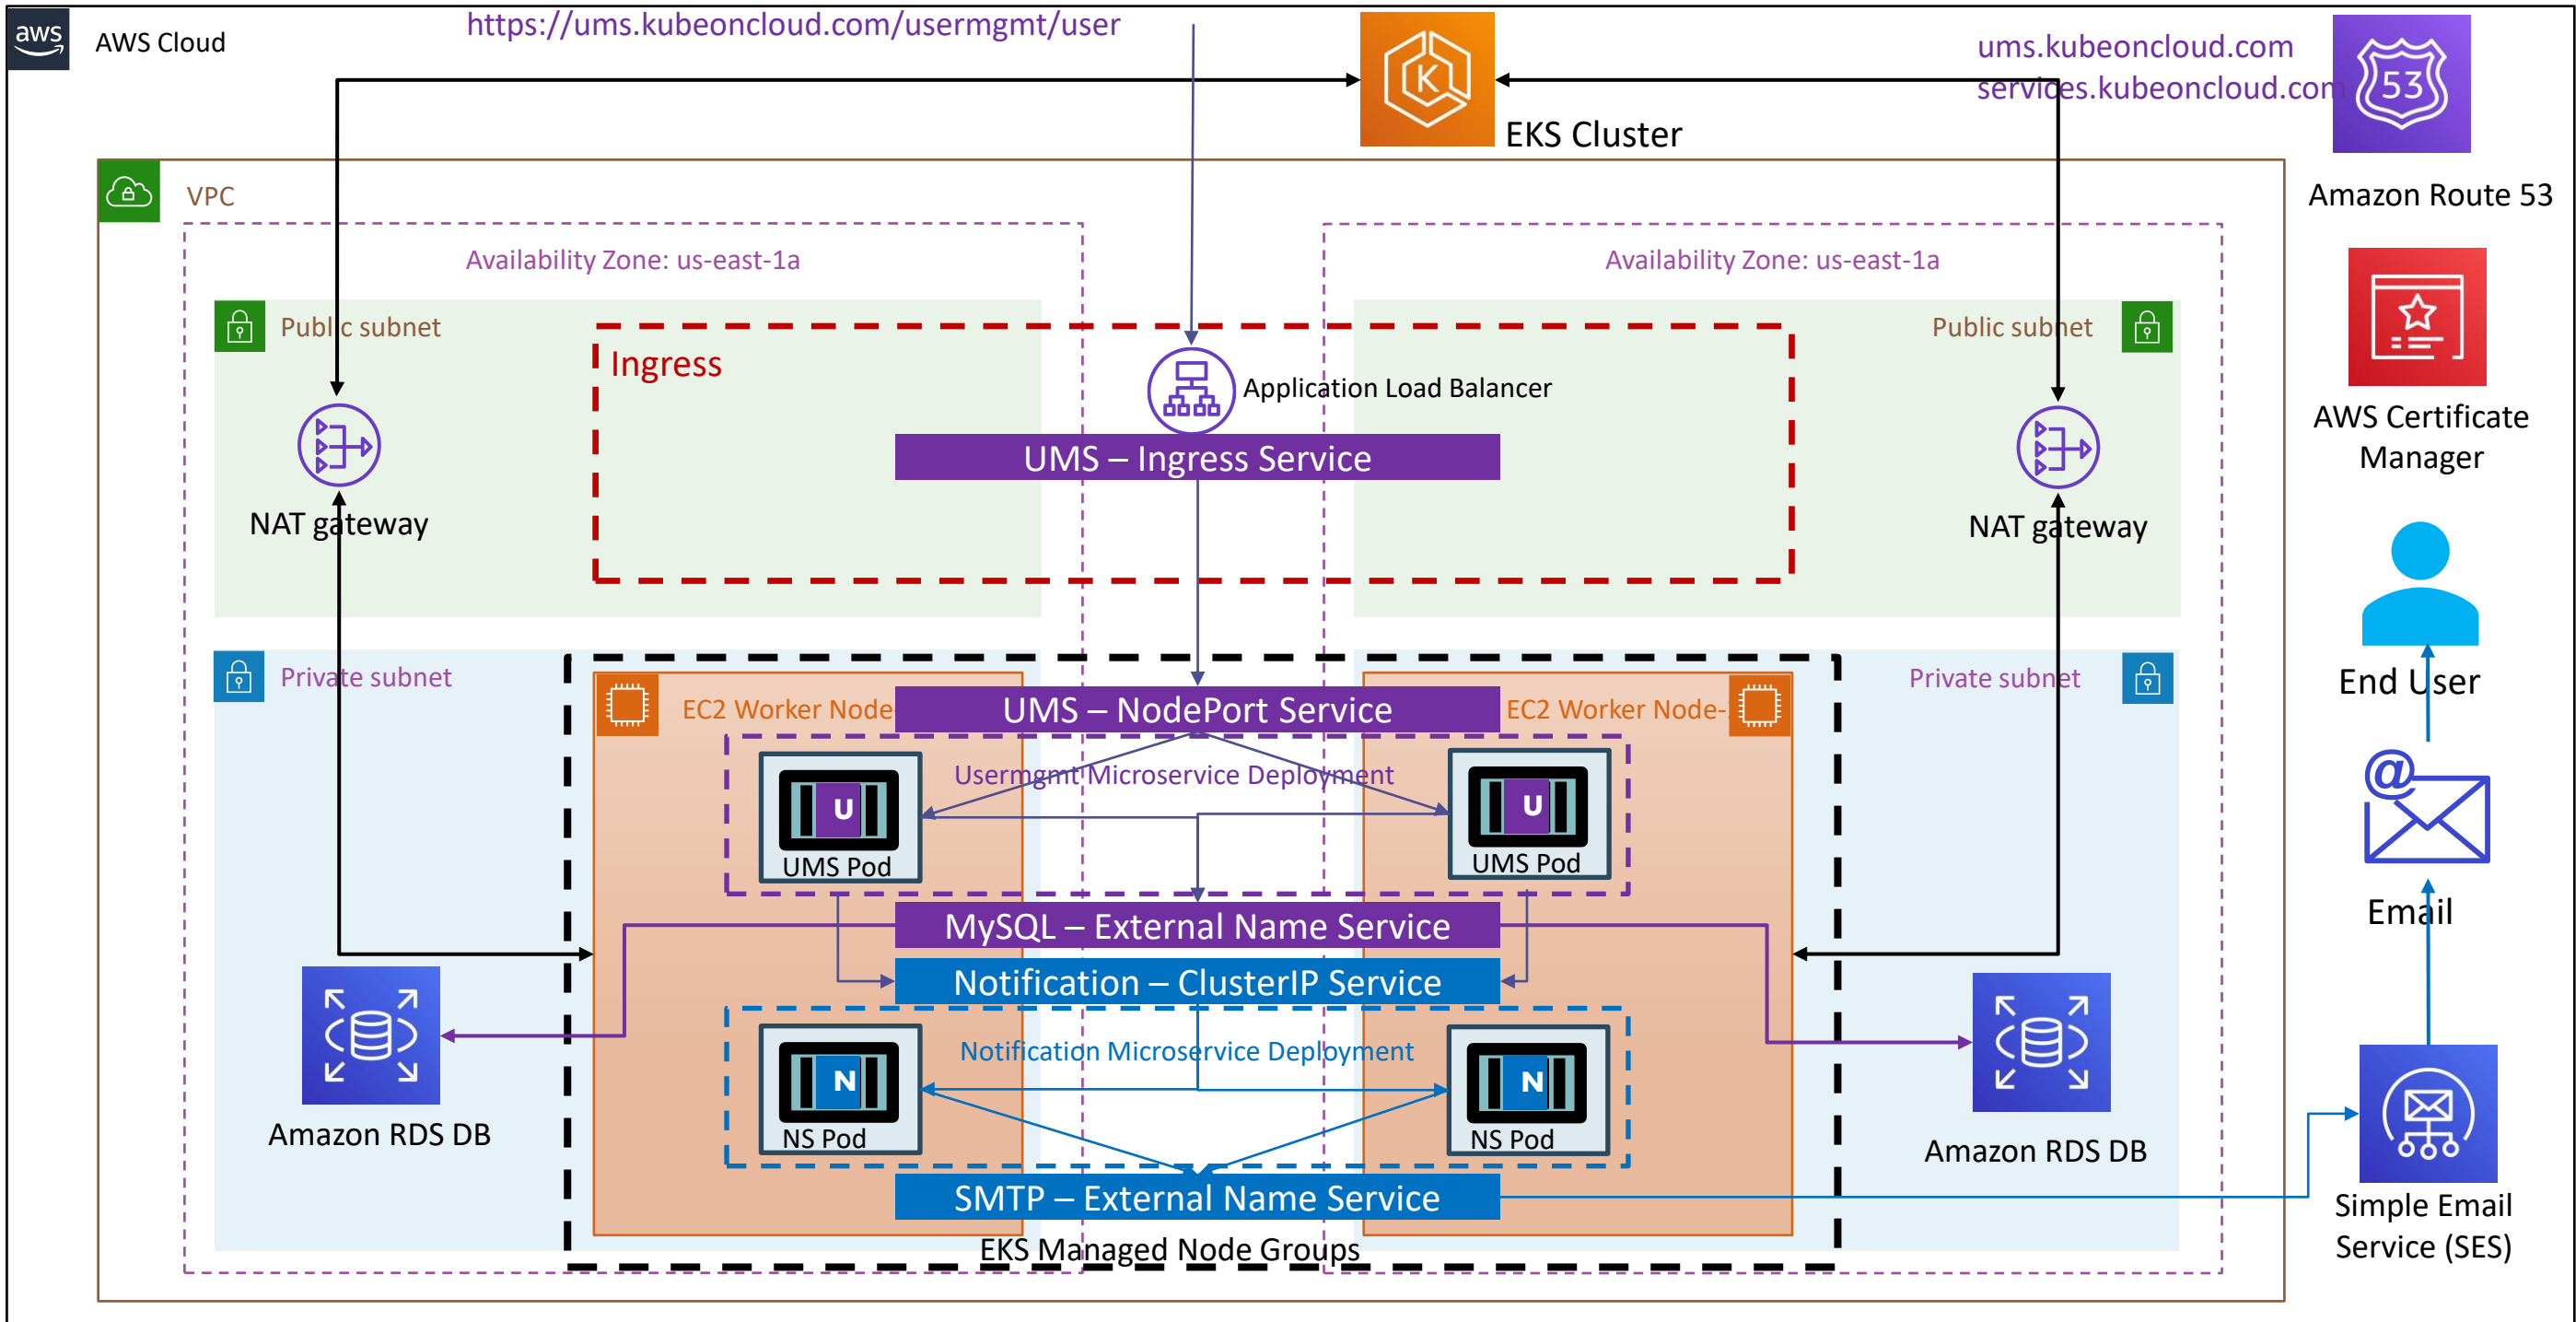 aws
AWS Cloud
https://ums.kubeoncloud.com/usermgmt/user
K
EKS Cluster
ums.kubeoncloud.com
services.kubeoncloud.com
53
Amazon Route 53
VPC
Availability Zone: us-east-1a
Availability Zone: us-east-1a
Public subnet
Public subnet
Ingress
Application Load Balancer
UMS – Ingress Service
NAT gateway
NAT gateway
AWS Certificate
Manager
End User
Private subnet
Private subnet
EC2 Worker Node-
EC2 Worker Node-
UMS – NodePort Service
Usermgmt Microservice Deployment
U
UMS Pod
U
UMS Pod
@
Email
MySQL – External Name Service
Notification – ClusterIP Service
Notification Microservice Deployment
N
NS Pod
N
NS Pod
Amazon RDS DB
Amazon RDS DB
SMTP – External Name Service
EKS Managed Node Groups
Simple Email
Service (SES)